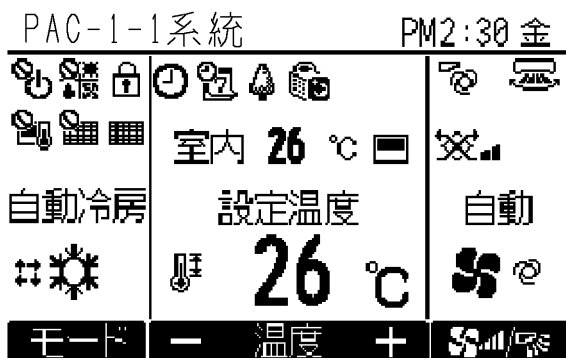 PAC-1-1系統 PM2:30 金
7
室内 26 ℃
自動冷房 設定温度 自動
26 ℃
モード － 温度 ＋